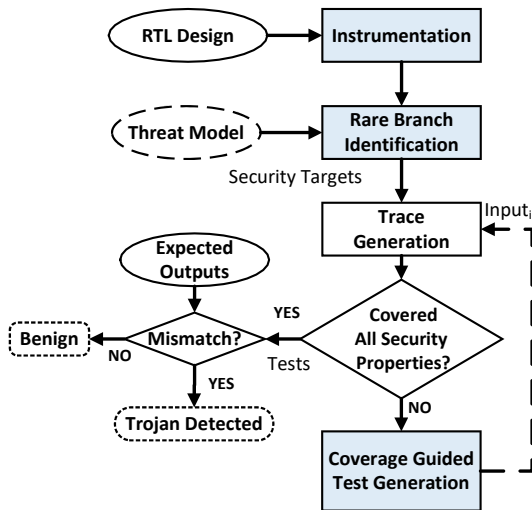 RTL Design
Instrumentation
Threat Model
Rare Branch
Identification
Security Targets
Trace
Generation
Input_i
Expected
Outputs
Covered
All Security
Properties?
YES
Tests
Mismatch?
NO
Benign
YES
Trojan Detected
NO
Coverage Guided
Test Generation